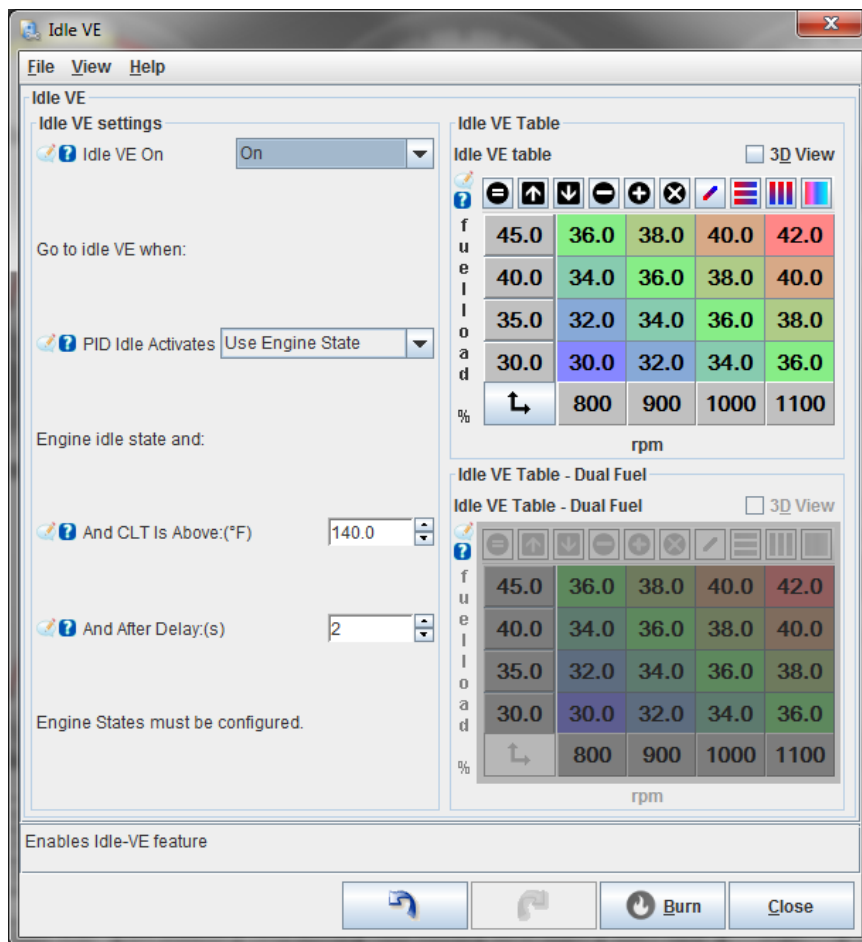 Idle VE
File View Help
Idle VE
Idle VE settings
Idle VE On
On
Go to idle VE when:
PID Idle Activates
Use Engine State
Engine idle state and:
And CLT Is Above:(°F)
140.0
And After Delay:(s)
2
Engine States must be configured.
Idle VE Table
Idle VE table
3D View
fuelload
%
45.0 36.0 38.0 40.0 42.0
40.0 34.0 36.0 38.0 40.0
35.0 32.0 34.0 36.0 38.0
30.0 30.0 32.0 34.0 36.0
800 900 1000 1100
rpm
Idle VE Table - Dual Fuel
Idle VE Table - Dual Fuel
3D View
fuelload
%
45.0 36.0 38.0 40.0 42.0
40.0 34.0 36.0 38.0 40.0
35.0 32.0 34.0 36.0 38.0
30.0 30.0 32.0 34.0 36.0
800 900 1000 1100
rpm
Enables Idle-VE feature
Burn
Close